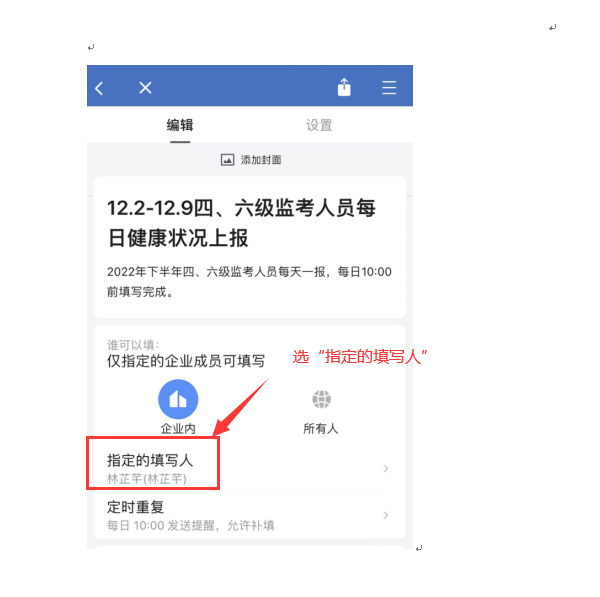 编辑
设置
添加封面
12.2-12.9四、六级监考人员每
日健康状况上报
2022年下半年四、六级监考人员每天一报，每日10:00
前填写完成。
谁可以填：
仅指定的企业成员可填写
选“指定的填写人”
企业内
所有人
指定的填写人
林芷芊(林芷芊)
定时重复
每日 10:00 发送提醒，允许补填